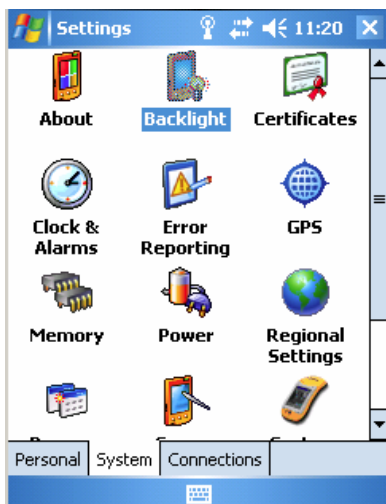 Settings 11:20
About Backlight Certificates
Clock & Alarms Error Reporting GPS
Memory Power Regional Settings
Personal System Connections